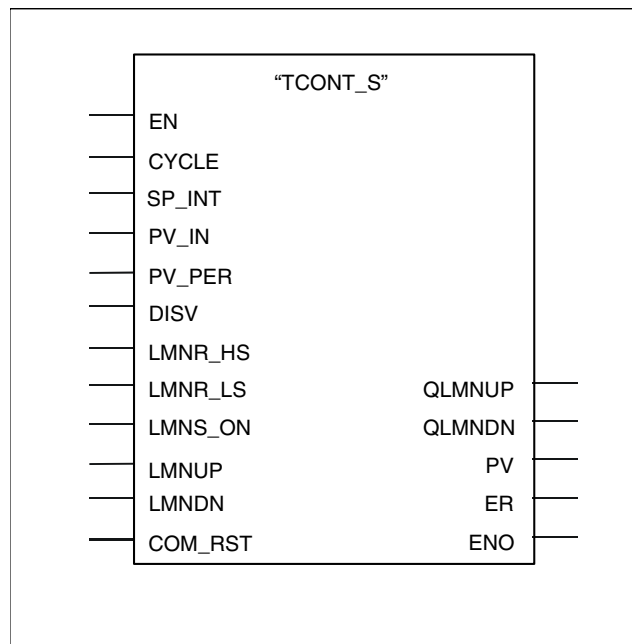 “TCONT_S”
EN
CYCLE
SP_INT
PV_IN
PV_PER
DISV
LMNR_HS
LMNR_LS
LMNS_ON
LMNUP
LMNDN
COM_RST
QLMNUP
QLMNDN
PV
ER
ENO